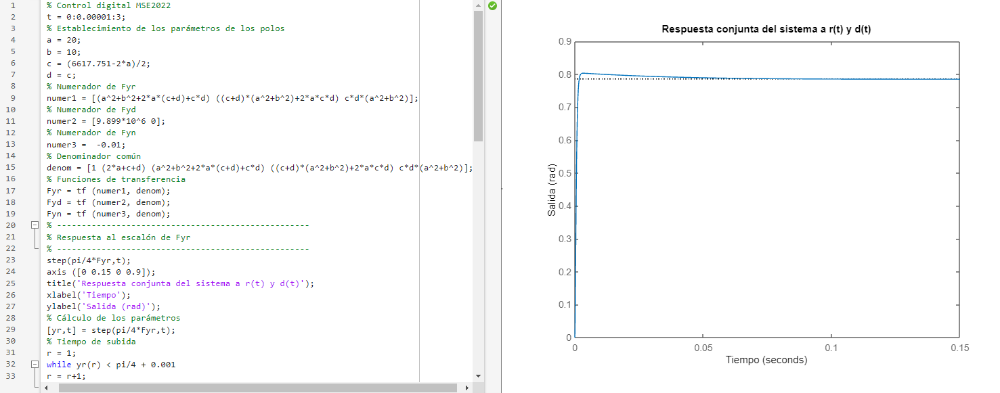 1 % Control digital MSE2022
2 t = 0:0.00001:3;
3 % Establecimiento de los parámetros de los polos
4 a = 20;
5 b = 10;
6 c = (6617.751-2*a)/2;
7 d = c;
8 % Numerador de Fyr
9 numer1 = [(a^2+b^2+2*a*(c+d)+c*d) ((c+d)*(a^2+b^2)+2*a*c*d) c*d*(a^2+b^2)];
10 % Numerador de Fyd
11 numer2 = [9.899*10^6 0];
12 % Numerador de Fyn
13 numer3 =  -0.01;
14 % Denominador común
15 denom = [1 (2*a+c+d) (a^2+b^2+2*a*(c+d)+c*d) ((c+d)*(a^2+b^2)+2*a*c*d) c*d*(a^2+b^2)];
16 % Funciones de transferencia
17 Fyr = tf (numer1, denom);
18 Fyd = tf (numer2, denom);
19 Fyn = tf (numer3, denom);
20 % ---------------------------------------------------
21 % Respuesta al escalón de Fyr
22 % ---------------------------------------------------
23 step(pi/4*Fyr,t);
24 axis ([0 0.15 0 0.9]);
25 title('Respuesta conjunta del sistema a r(t) y d(t)');
26 xlabel('Tiempo');
27 ylabel('Salida (rad)');
28 % Cálculo de los parámetros
29 [yr,t] = step(pi/4*Fyr,t);
30 % Tiempo de subida
31 r = 1;
32 while yr(r) < pi/4 + 0.001
33 r = r+1;
Respuesta conjunta del sistema a r(t) y d(t)
0.9
0.8
0.7
0.6
0.5
0.4
0.3
0.2
0.1
0
Salida (rad)
0 0.05 0.1 0.15
Tiempo (seconds)